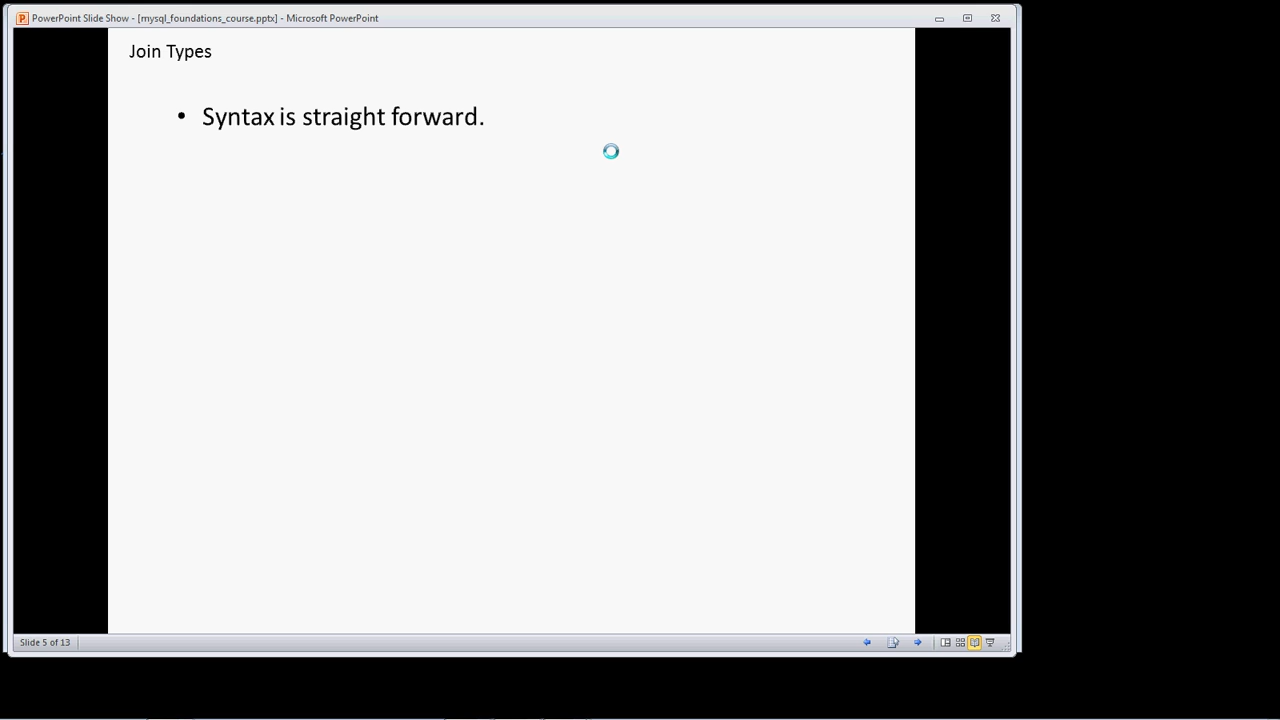 PowerPoint Slide Show - [mysql_foundations_course.pptx] - Microsoft PowerPoint
Join Types
• Syntax is straight forward.
Slide 5 of 13